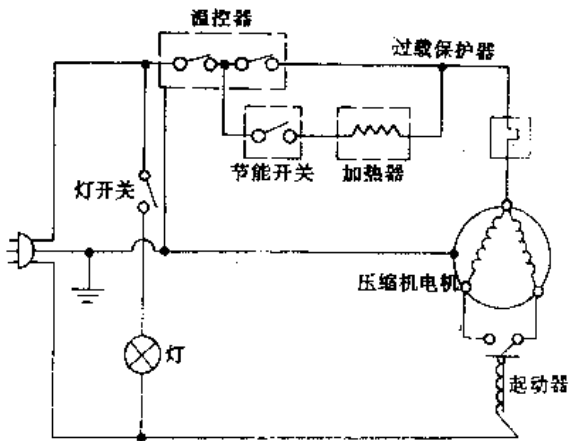 温控器
过载保护器
节能开关
加热器
灯开关
压缩机电机
灯
起动器